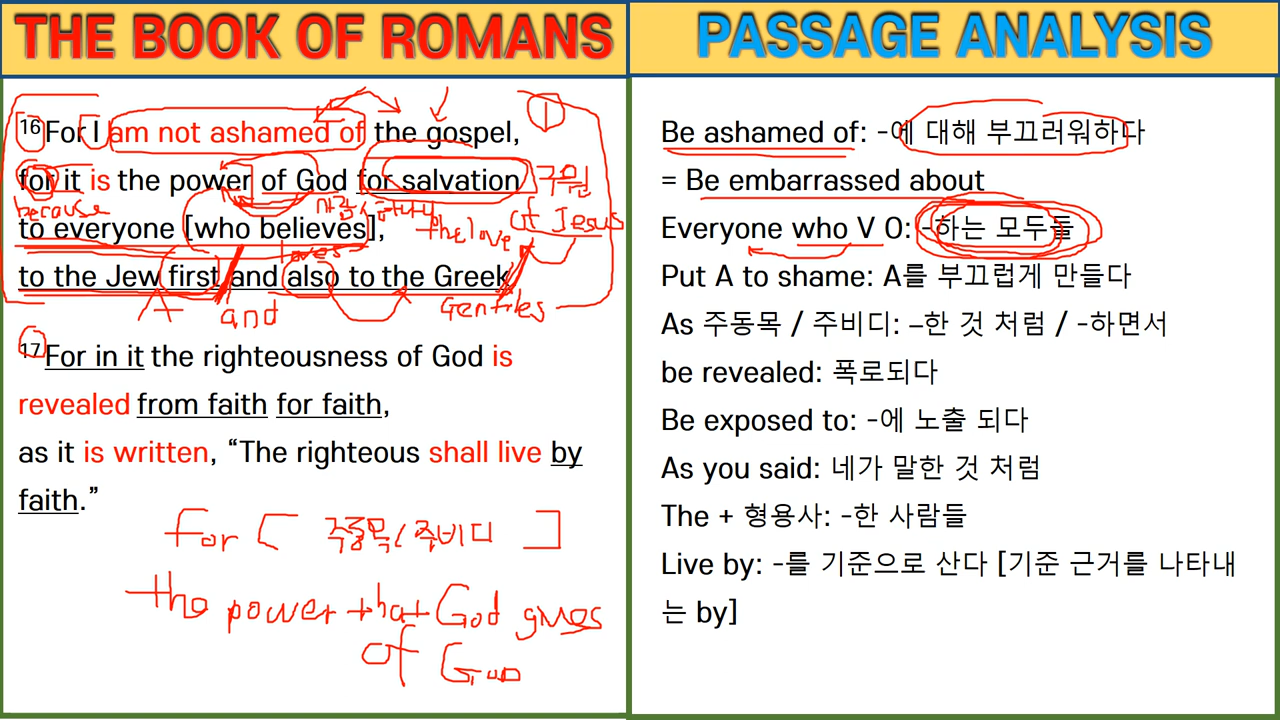 THE BOOK OF ROMANS
16 For I am not ashamed of the gospel,
for it is the power of God for salvation 구원
because
to everyone [who believes],
the love of Jesus
loves
to the Jew first and also to the Greek
and
Gentiles
17 For in it the righteousness of God is
revealed from faith for faith,
as it is written, “The righteous shall live by
faith.”
for [ 주동목/주비디 ]
the power that God gives
of God
PASSAGE ANALYSIS
Be ashamed of: -에 대해 부끄러워하다
= Be embarrassed about
Everyone who V O: -하는 모두들
Put A to shame: A를 부끄럽게 만들다
As 주동목 / 주비디: –한 것 처럼 / -하면서
be revealed: 폭로되다
Be exposed to: -에 노출 되다
As you said: 네가 말한 것 처럼
The + 형용사: -한 사람들
Live by: -를 기준으로 산다 [기준 근거를 나타내
는 by]